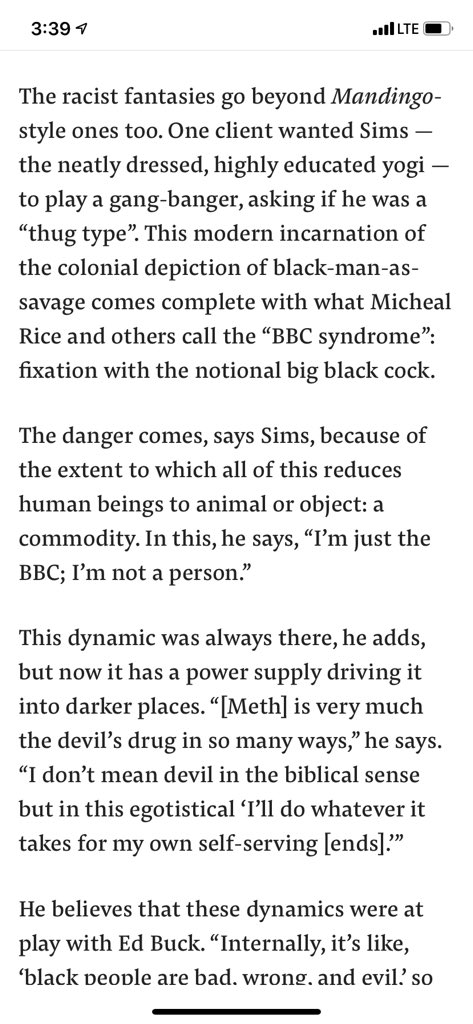 3:39
LTE
The racist fantasies go beyond Mandingo-
style ones too. One client wanted Sims —
the neatly dressed, highly educated yogi —
to play a gang-banger, asking if he was a
“thug type”. This modern incarnation of
the colonial depiction of black-man-as-
savage comes complete with what Micheal
Rice and others call the “BBC syndrome”:
fixation with the notional big black cock.
The danger comes, says Sims, because of
the extent to which all of this reduces
human beings to animal or object: a
commodity. In this, he says, “I’m just the
BBC; I’m not a person.”
This dynamic was always there, he adds,
but now it has a power supply driving it
into darker places. “[Meth] is very much
the devil’s drug in so many ways,” he says.
“I don’t mean devil in the biblical sense
but in this egotistical ‘I’ll do whatever it
takes for my own self-serving [ends].’”
He believes that these dynamics were at
play with Ed Buck. “Internally, it’s like,
‘black people are bad, wrong, and evil,’ so